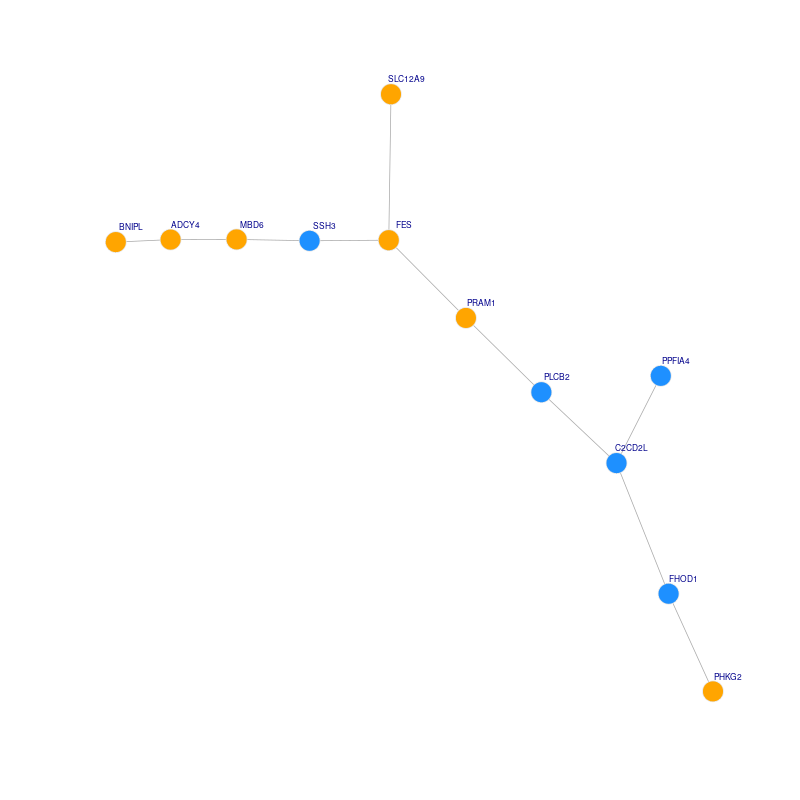 SLC12A9
BNIPL
ADCY4
MBD6
SSH3
FES
PRAM1
PPFIA4
PLCB2
C2CD2L
FHOD1
PHKG2